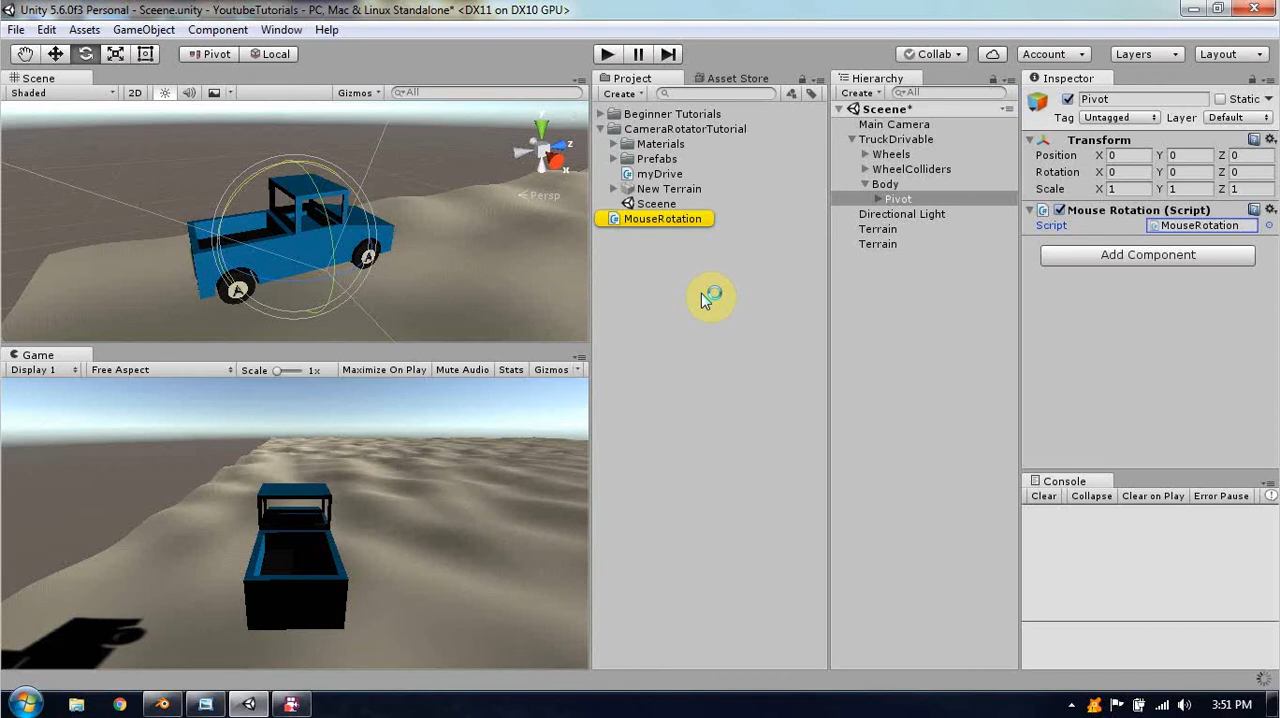 Unity 5.6.0f3 Personal - Sceene.unity - YoutubeTutorials - PC, Mac & Linux Standalone* <DX11 on DX10 GPU>
File Edit Assets GameObject Component Window Help
Pivot Local Collab Account Layers Layout
Scene
Shaded 2D Gizmos All
y z x
Persp
Game
Display 1 Free Aspect Scale 1x Maximize On Play Mute Audio Stats Gizmos
Project Asset Store
Create
Beginner Tutorials
CameraRotatorTutorial
Materials
Prefabs
myDrive
New Terrain
Sceene
MouseRotation
Hierarchy
Create All
Sceene*
Main Camera
TruckDrivable
Wheels
WheelColliders
Body
Pivot
Directional Light
Terrain
Terrain
Inspector
Pivot Static
Tag Untagged Layer Default
Transform
Position X 0 Y 0 Z 0
Rotation X 0 Y 0 Z 0
Scale X 1 Y 1 Z 1
Mouse Rotation (Script)
Script MouseRotation
Add Component
Console
Clear Collapse Clear on Play Error Pause
3:51 PM